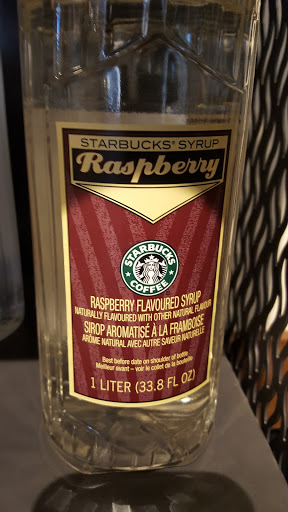 STARBUCKS® SYRUP
Raspberry
STARBUCKS
COFFEE
RASPBERRY FLAVOURED SYRUP
NATURALLY FLAVOURED WITH OTHER NATURAL FLAVOUR
SIROP AROMATISÉ À LA FRAMBOISE
ARÔME NATUREL AVEC AUTRE SAVEUR NATURELLE
Best before date on shoulder of bottle
Meilleur avant – voir le collet de la bouteille
1 LITER (33.8 FL OZ)